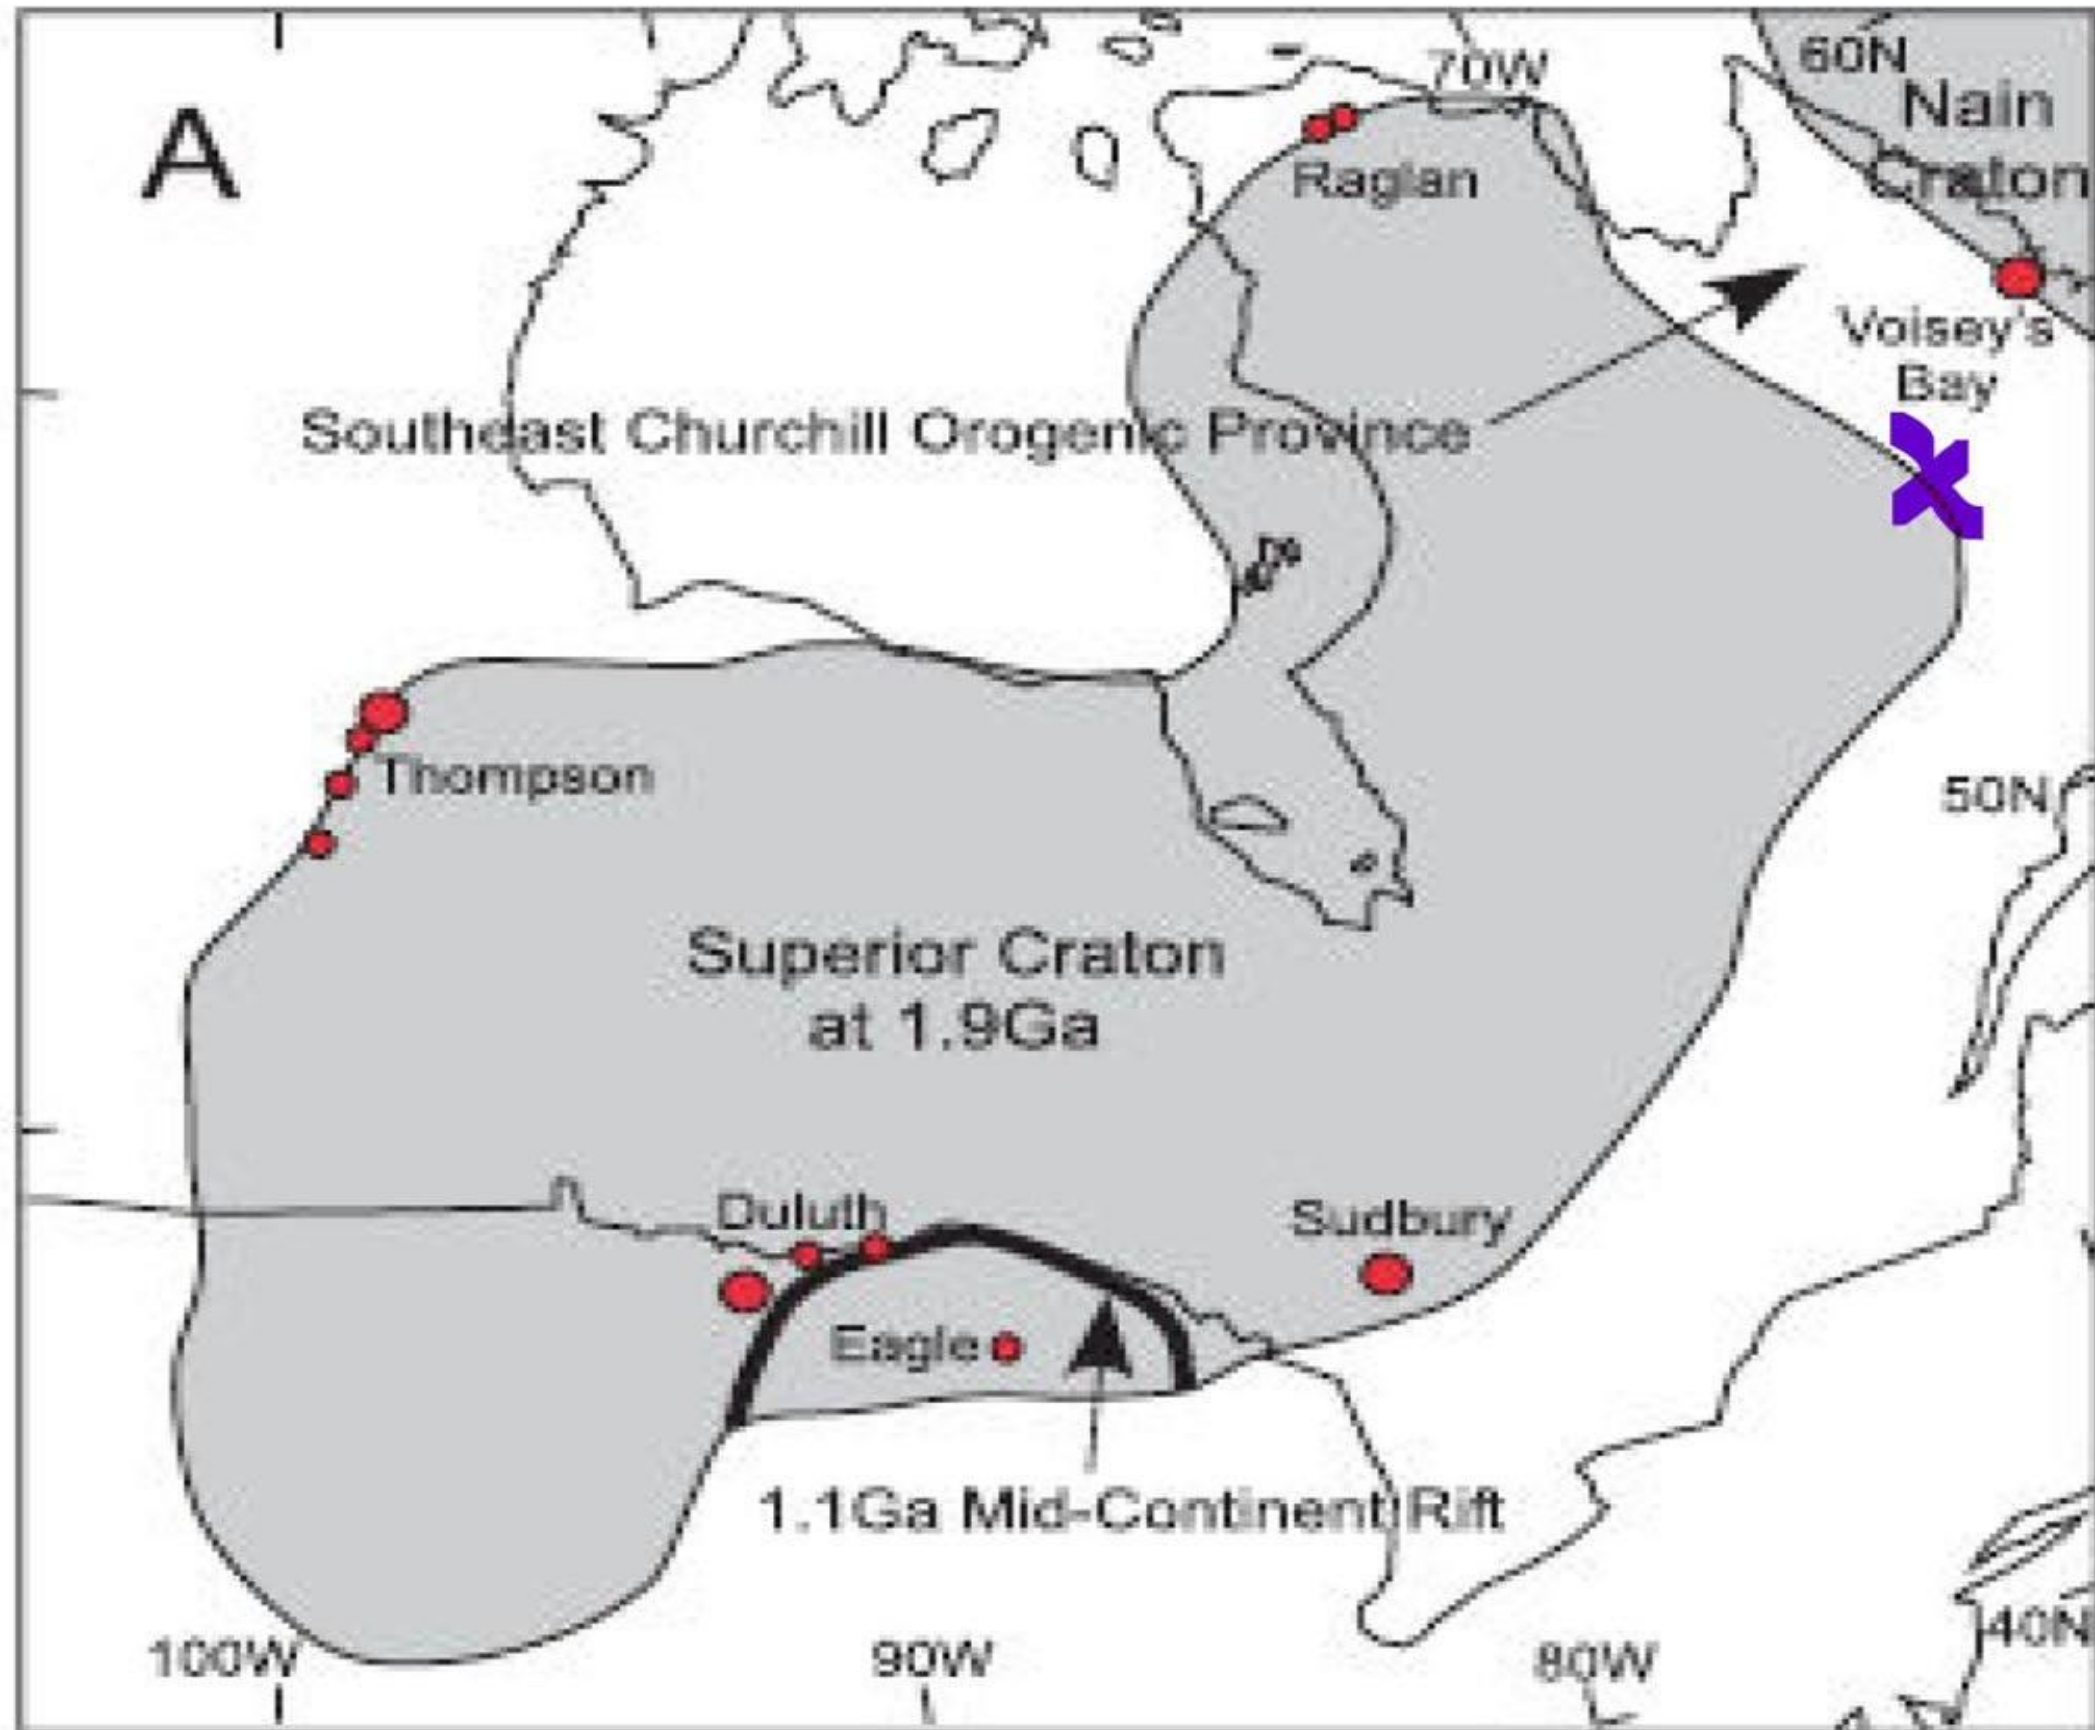 A
70W
60N
Nain
Craton
Raglan
Voisey's
Bay
Southeast Churchill Orogenic Province
Thompson
50N
Superior Craton
at 1.9Ga
Duluth
Sudbury
Eagle
1.1Ga Mid-Continent Rift
40N
100W
90W
80W